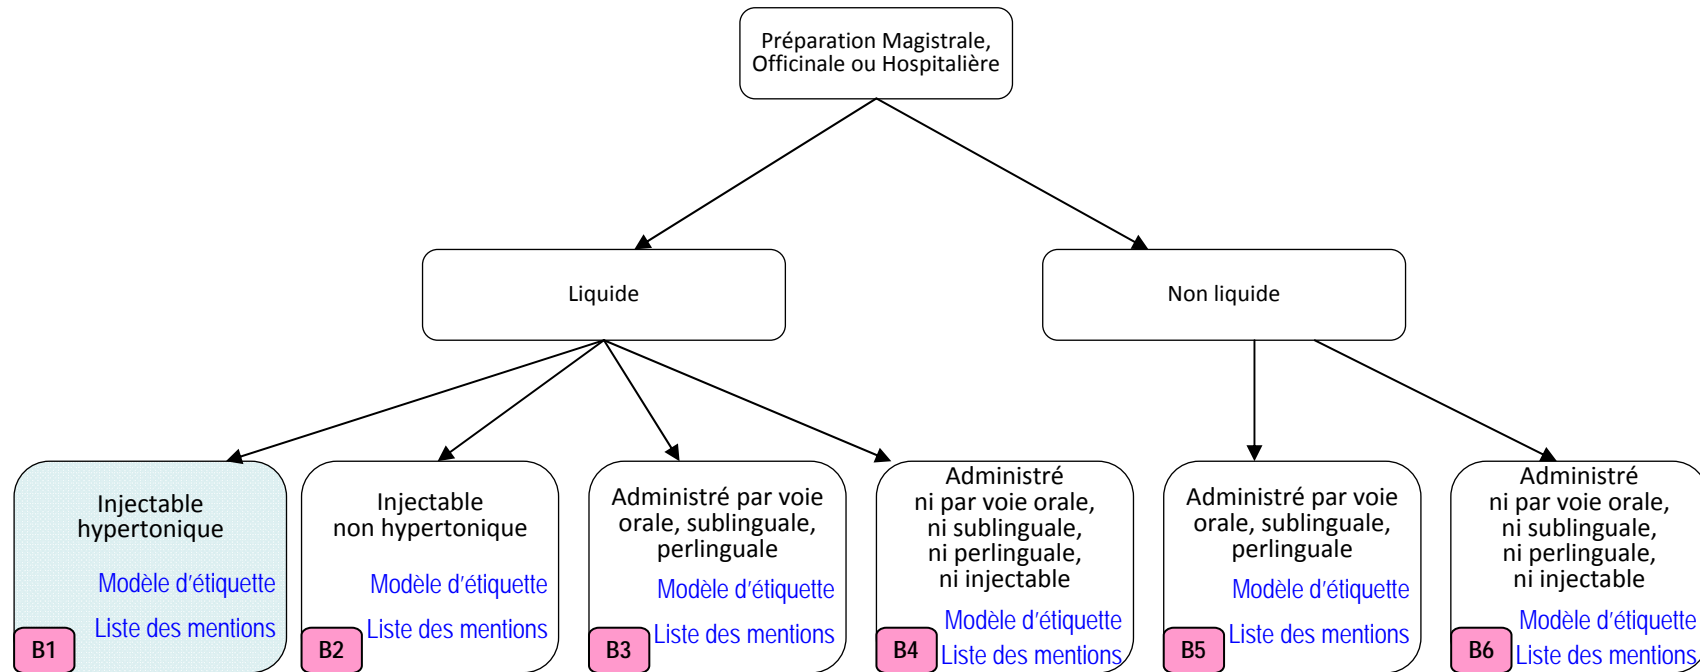 Préparation Magistrale,
Officinale ou Hospitalière
Liquide
Non liquide
Injectable
hypertonique
Modèle d'étiquette
Liste des mentions
B1
Injectable
non hypertonique
Modèle d'étiquette
Liste des mentions
B2
Administré par voie
orale, sublinguale,
perlinguale
Modèle d'étiquette
Liste des mentions
B3
Administré
ni par voie orale,
ni sublinguale,
ni perlinguale,
ni injectable
Modèle d'étiquette
Liste des mentions
B4
Administré par voie
orale, sublinguale,
perlinguale
Modèle d'étiquette
Liste des mentions
B5
Administré
ni par voie orale,
ni sublinguale,
ni perlinguale,
ni injectable
Modèle d'étiquette
Liste des mentions
B6